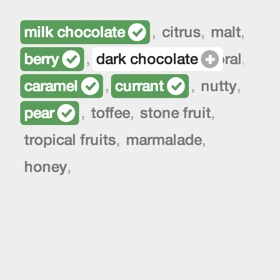 milk chocolate, citrus, malt,
berry, dark chocolate
caramel, currant, nutty,
pear, toffee, stone fruit,
tropical fruits, marmalade,
honey,